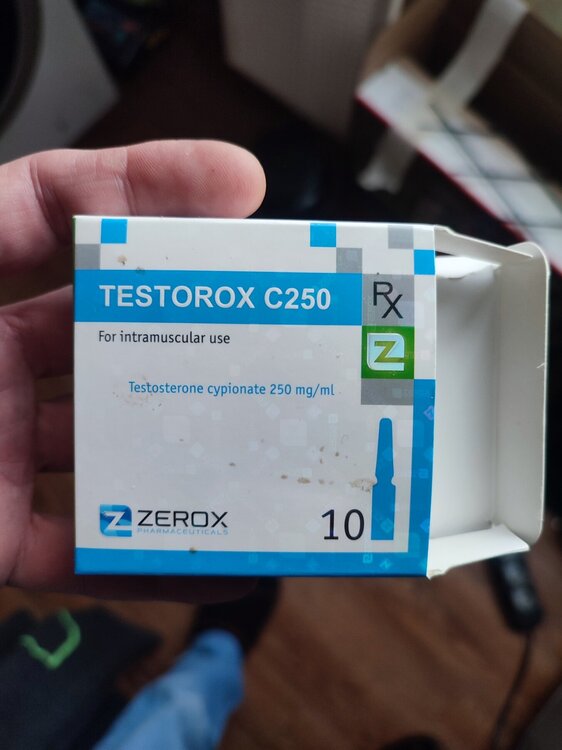 TESTOROX C250
Rx
For intramuscular use
Z
Testosterone cypionate 250 mg/ml
Z ZEROX
PHARMACEUTICALS
10